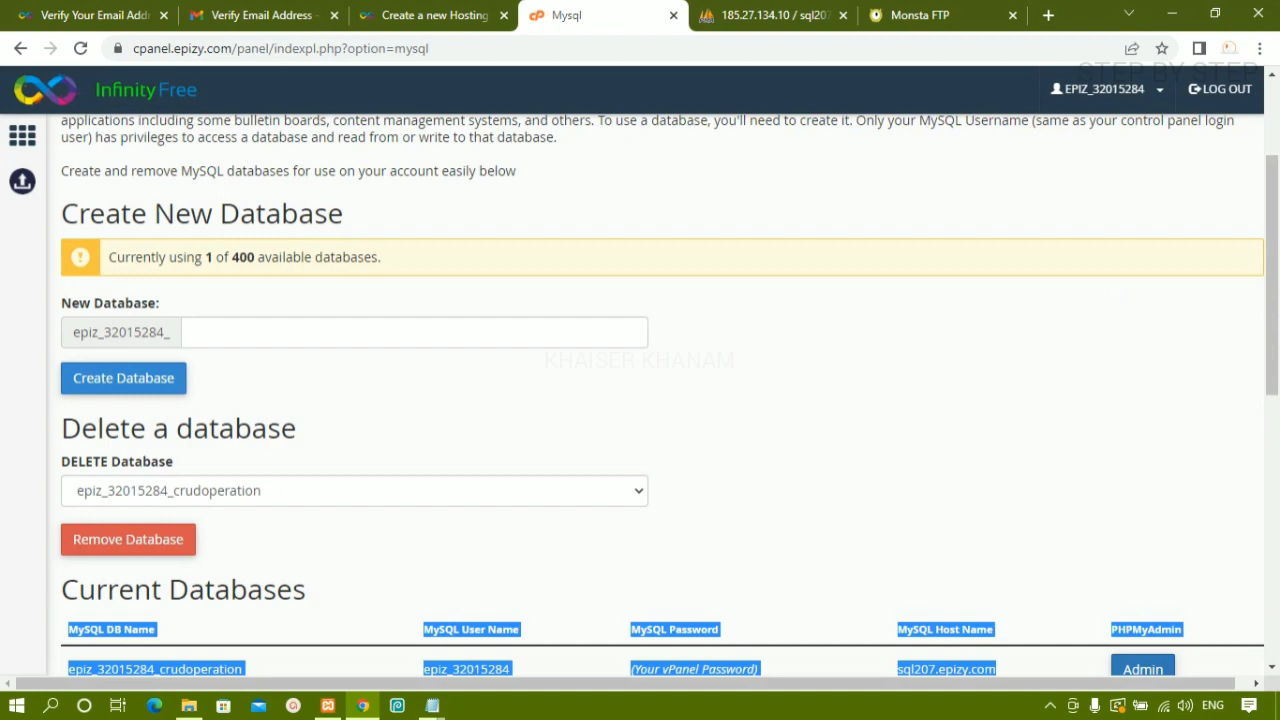 Verify Your Email Add
Verify Email Address -
Create a new Hosting
Mysql
185.27.134.10 / sql207
Monsta FTP
cpanel.epizy.com/panel/indexpl.php?option=mysql
STEP BY STEP
InfinityFree
EPIZ_32015284
LOG OUT
applications including some bulletin boards, content management systems, and others. To use a database, you'll need to create it. Only your MySQL Username (same as your control panel login
user) has privileges to access a database and read from or write to that database.
Create and remove MySQL databases for use on your account easily below
Create New Database
Currently using 1 of 400 available databases.
New Database:
epiz_32015284_
KHAISER KHANAM
Create Database
Delete a database
DELETE Database
epiz_32015284_crudoperation
Remove Database
Current Databases
MySQL DB Name MySQL User Name MySQL Password MySQL Host Name PHPMyAdmin
epiz_32015284_crudoperation epiz_32015284 (Your vPanel Password) sql207.epizy.com Admin
ENG